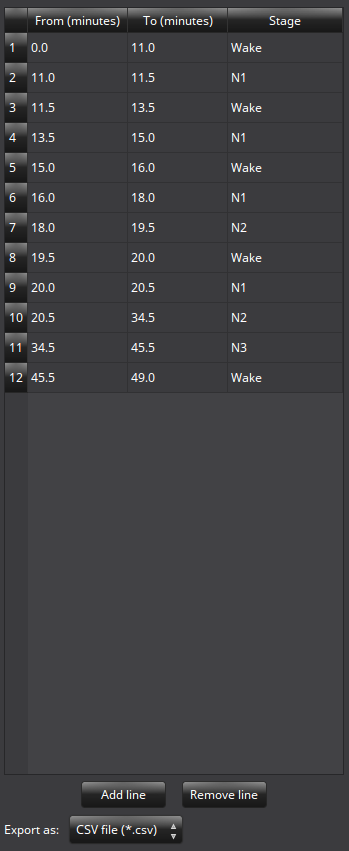 From (minutes) To (minutes) Stage
1 0.0 11.0 Wake
2 11.0 11.5 N1
3 11.5 13.5 Wake
4 13.5 15.0 N1
5 15.0 16.0 Wake
6 16.0 18.0 N1
7 18.0 19.5 N2
8 19.5 20.0 Wake
9 20.0 20.5 N1
10 20.5 34.5 N2
11 34.5 45.5 N3
12 45.5 49.0 Wake
Add line Remove line
Export as: CSV file (*.csv)